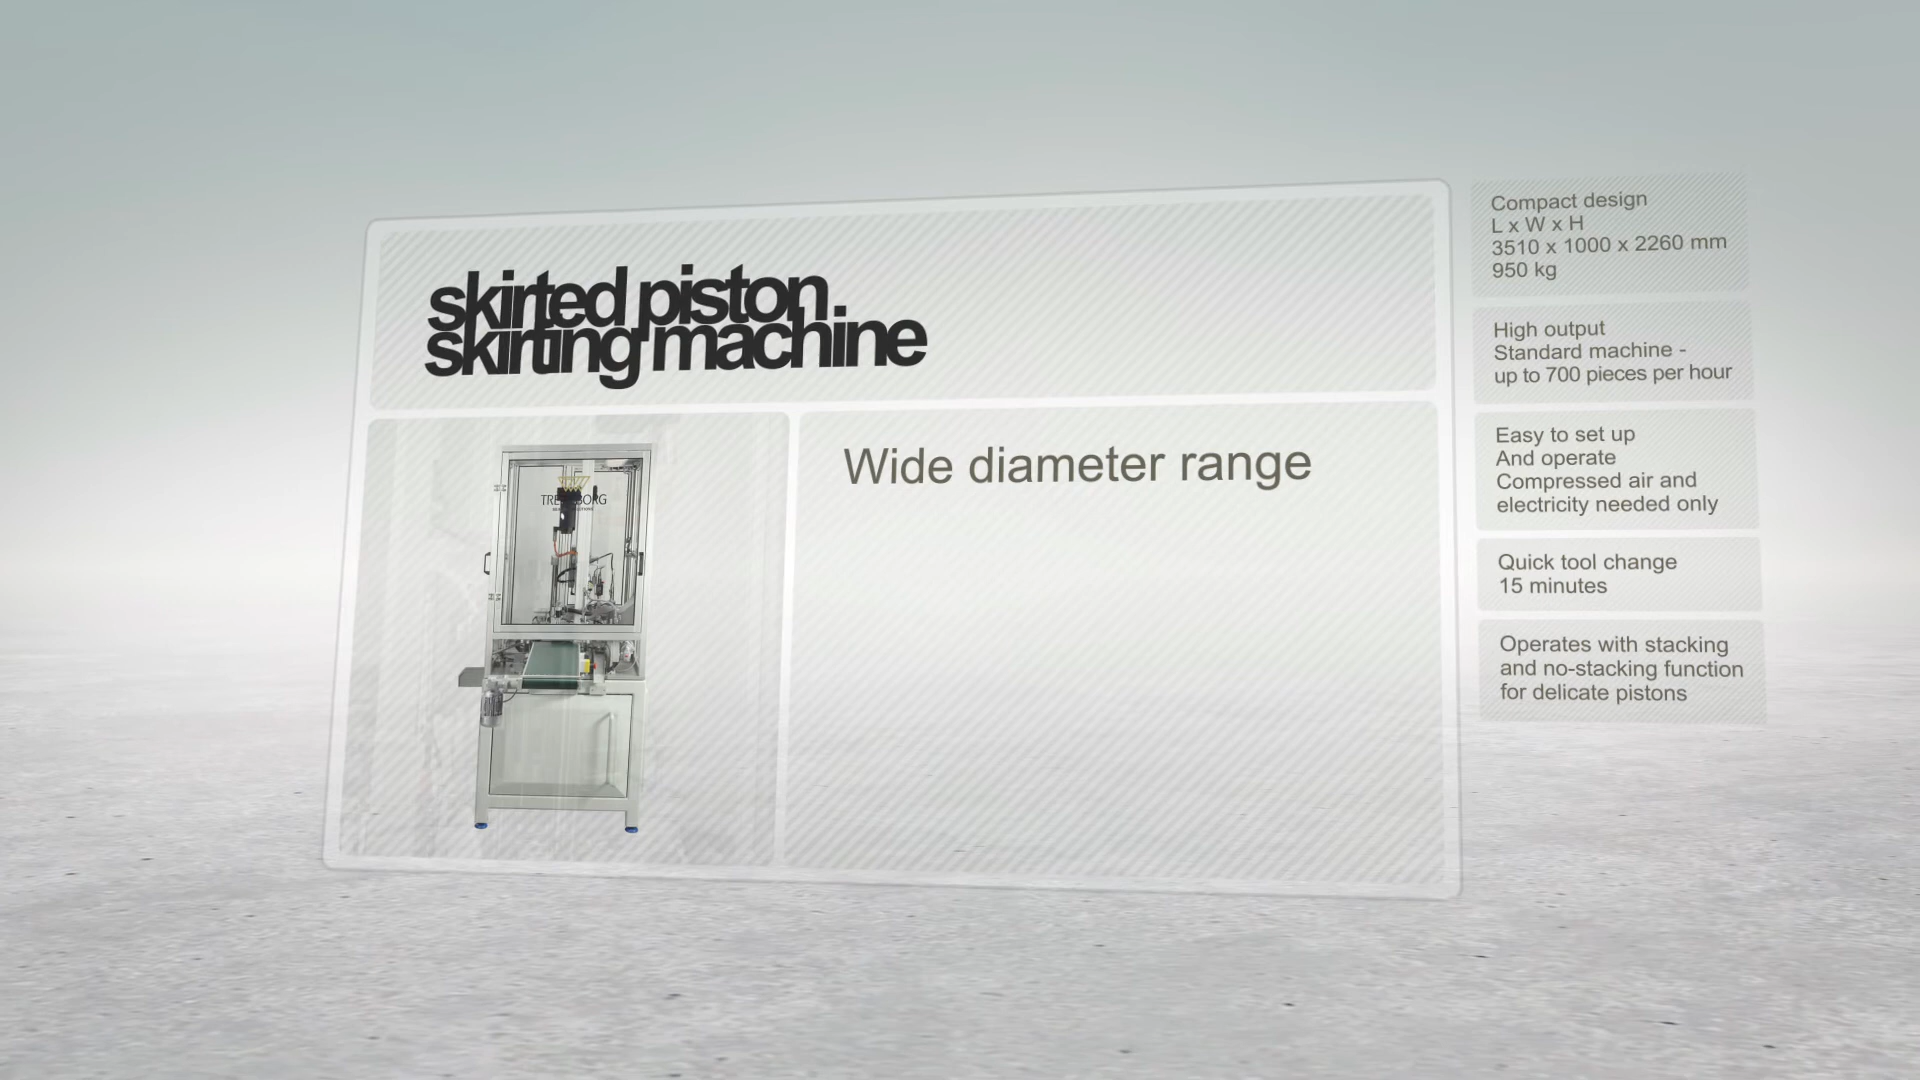 skirted piston
skirting machine
Wide diameter range
Compact design
L x W x H
3510 x 1000 x 2260 mm
950 kg
High output
Standard machine -
up to 700 pieces per hour
Easy to set up
And operate
Compressed air and
electricity needed only
Quick tool change
15 minutes
Operates with stacking
and no-stacking function
for delicate pistons